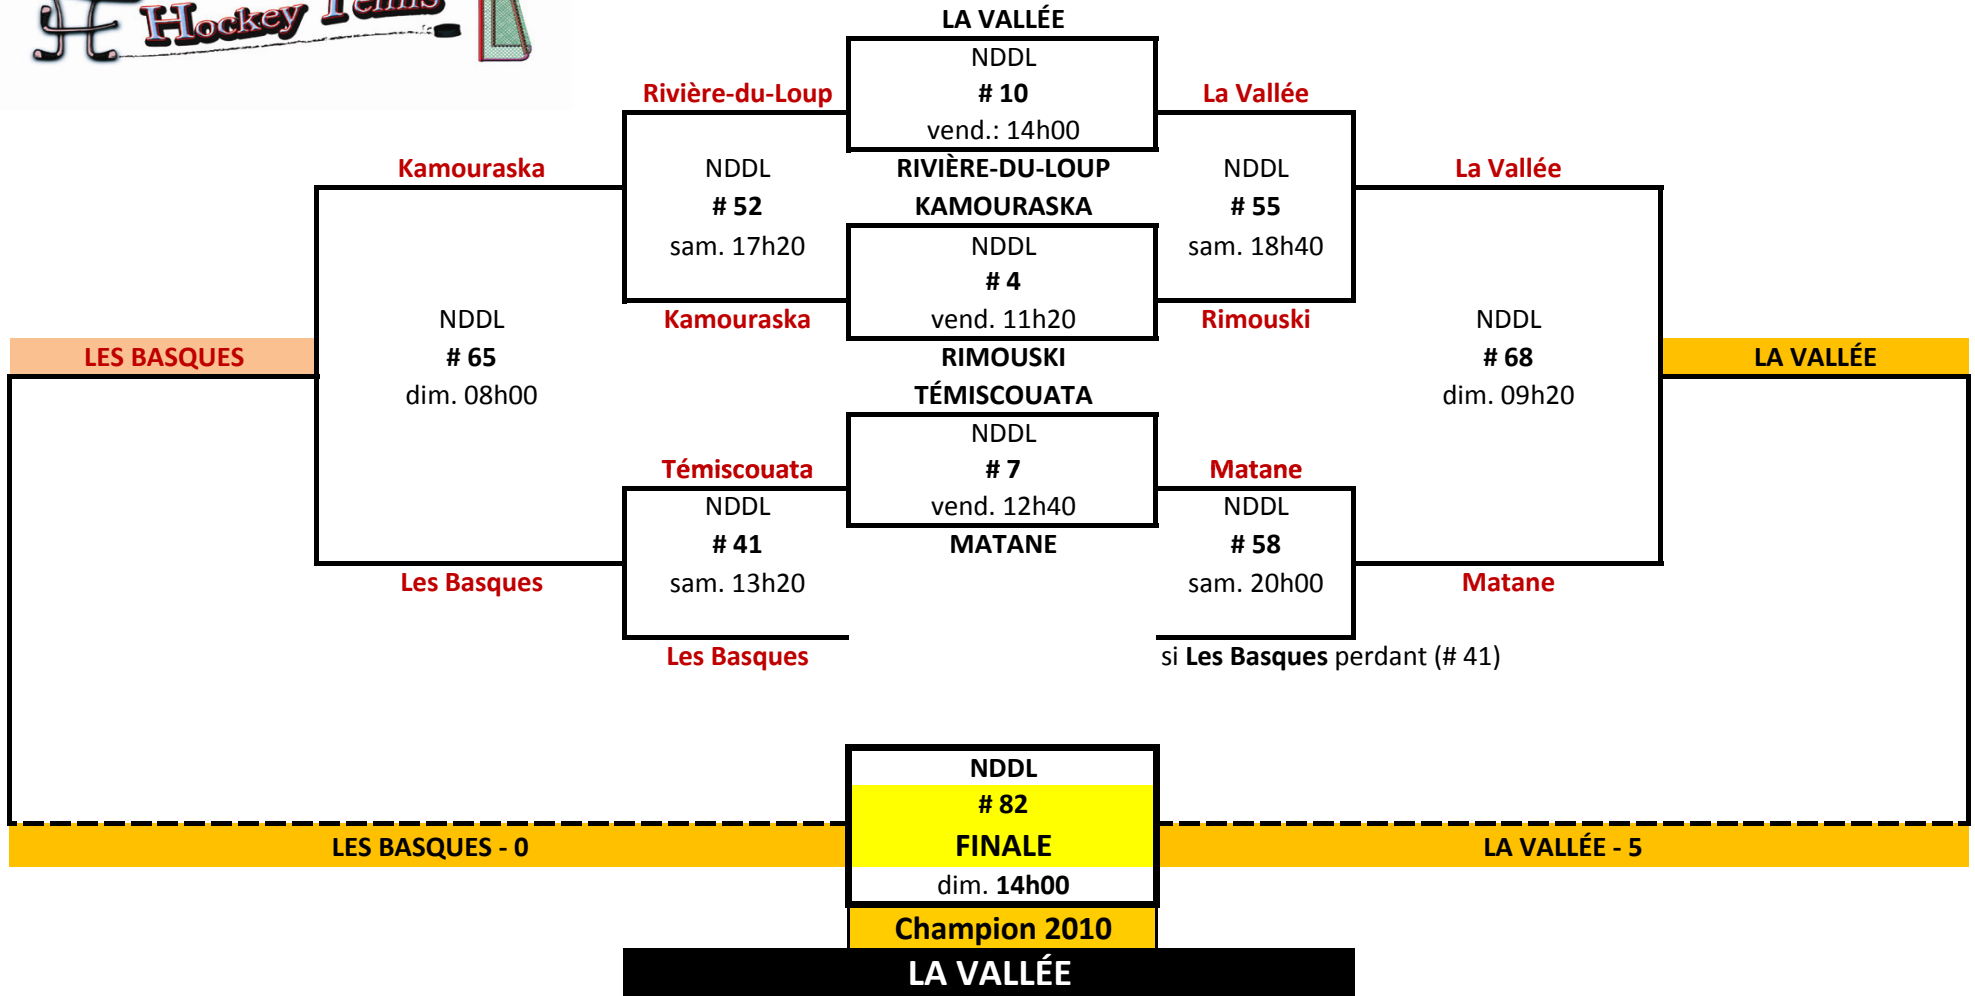 Hockey Tennis
LA VALLÉE
NDDL
Rivière-du-Loup # 10 La Vallée
vend.: 14h00
Kamouraska NDDL RIVIÈRE-DU-LOUP NDDL La Vallée
# 52 KAMOURASKA # 55
sam. 17h20 NDDL sam. 18h40
# 4
NDDL Kamouraska vend. 11h20 Rimouski NDDL
LES BASQUES # 65 RIMOUSKI # 68 LA VALLÉE
dim. 08h00 TÉMISCOUATA dim. 09h20
NDDL
Témiscouata # 7 Matane
NDDL vend. 12h40 NDDL
# 41 MATANE # 58
Les Basques sam. 13h20 sam. 20h00 Matane
Les Basques si Les Basques perdant (# 41)
NDDL
# 82
LES BASQUES - 0 FINALE LA VALLÉE - 5
dim. 14h00
Champion 2010
LA VALLÉE